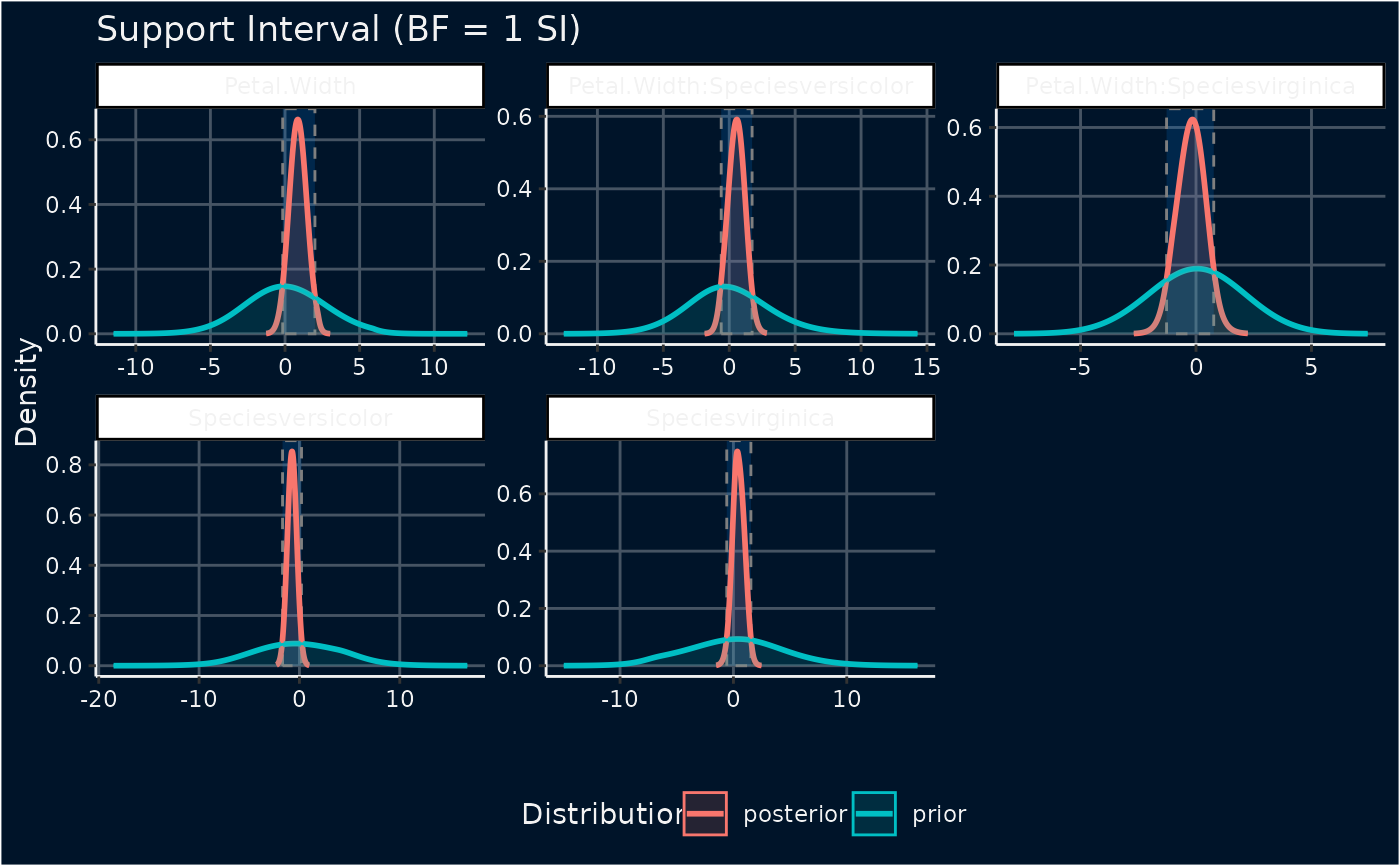 Support Interval (BF = 1 SI)
Petal.Width
Petal.Width:Speciesversicolor
Petal.Width:Speciesvirginica
0.6
0.4
0.2
0.0
-10 -5 0 5 10
0.6
0.4
0.2
0.0
-10 -5 0 5 10 15
0.6
0.4
0.2
0.0
-5 0 5
Density
Speciesversicolor
Speciesvirginica
0.8
0.6
0.4
0.2
0.0
-20 -10 0 10
0.6
0.4
0.2
0.0
-10 0 10
Distribution posterior prior